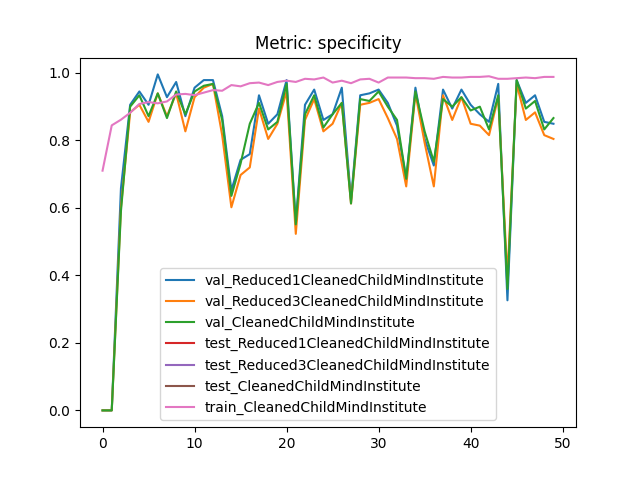 Metric: specificity
1.0
0.8
0.6
0.4
0.2
0.0
val_Reduced1CleanedChildMindInstitute
val_Reduced3CleanedChildMindInstitute
val_CleanedChildMindInstitute
test_Reduced1CleanedChildMindInstitute
test_Reduced3CleanedChildMindInstitute
test_CleanedChildMindInstitute
train_CleanedChildMindInstitute
0 10 20 30 40 50